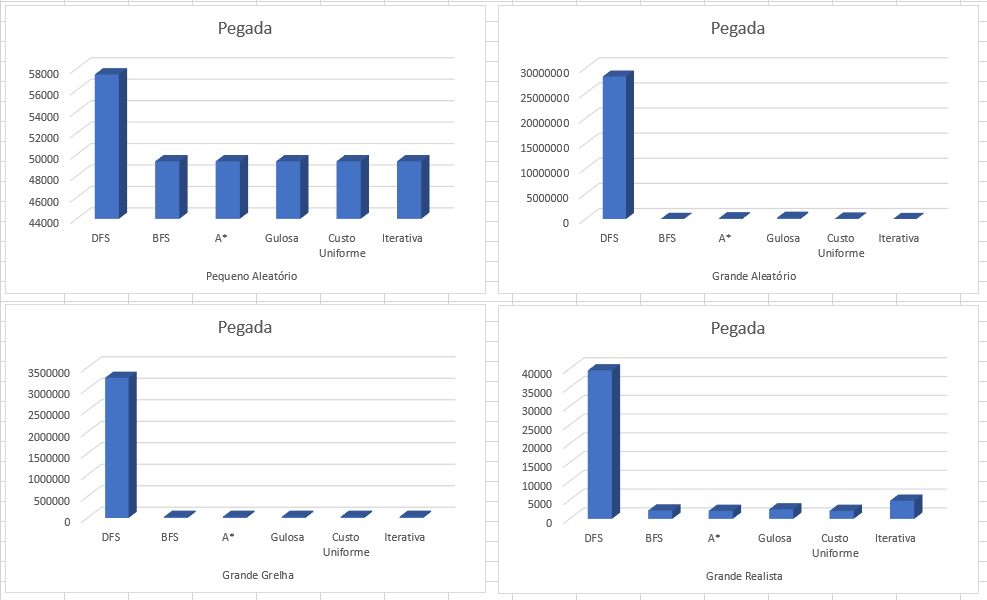 Pegada
58000
56000
54000
52000
50000
48000
46000
44000
DFS BFS A* Gulosa Custo Uniforme Iterativa
Pequeno Aleatório
Pegada
30000000
25000000
20000000
15000000
10000000
5000000
0
DFS BFS A* Gulosa Custo Uniforme Iterativa
Grande Aleatório
Pegada
3500000
3000000
2500000
2000000
1500000
1000000
500000
0
DFS BFS A* Gulosa Custo Uniforme Iterativa
Grande Grelha
Pegada
40000
35000
30000
25000
20000
15000
10000
5000
0
DFS BFS A* Gulosa Custo Uniforme Iterativa
Grande Realista